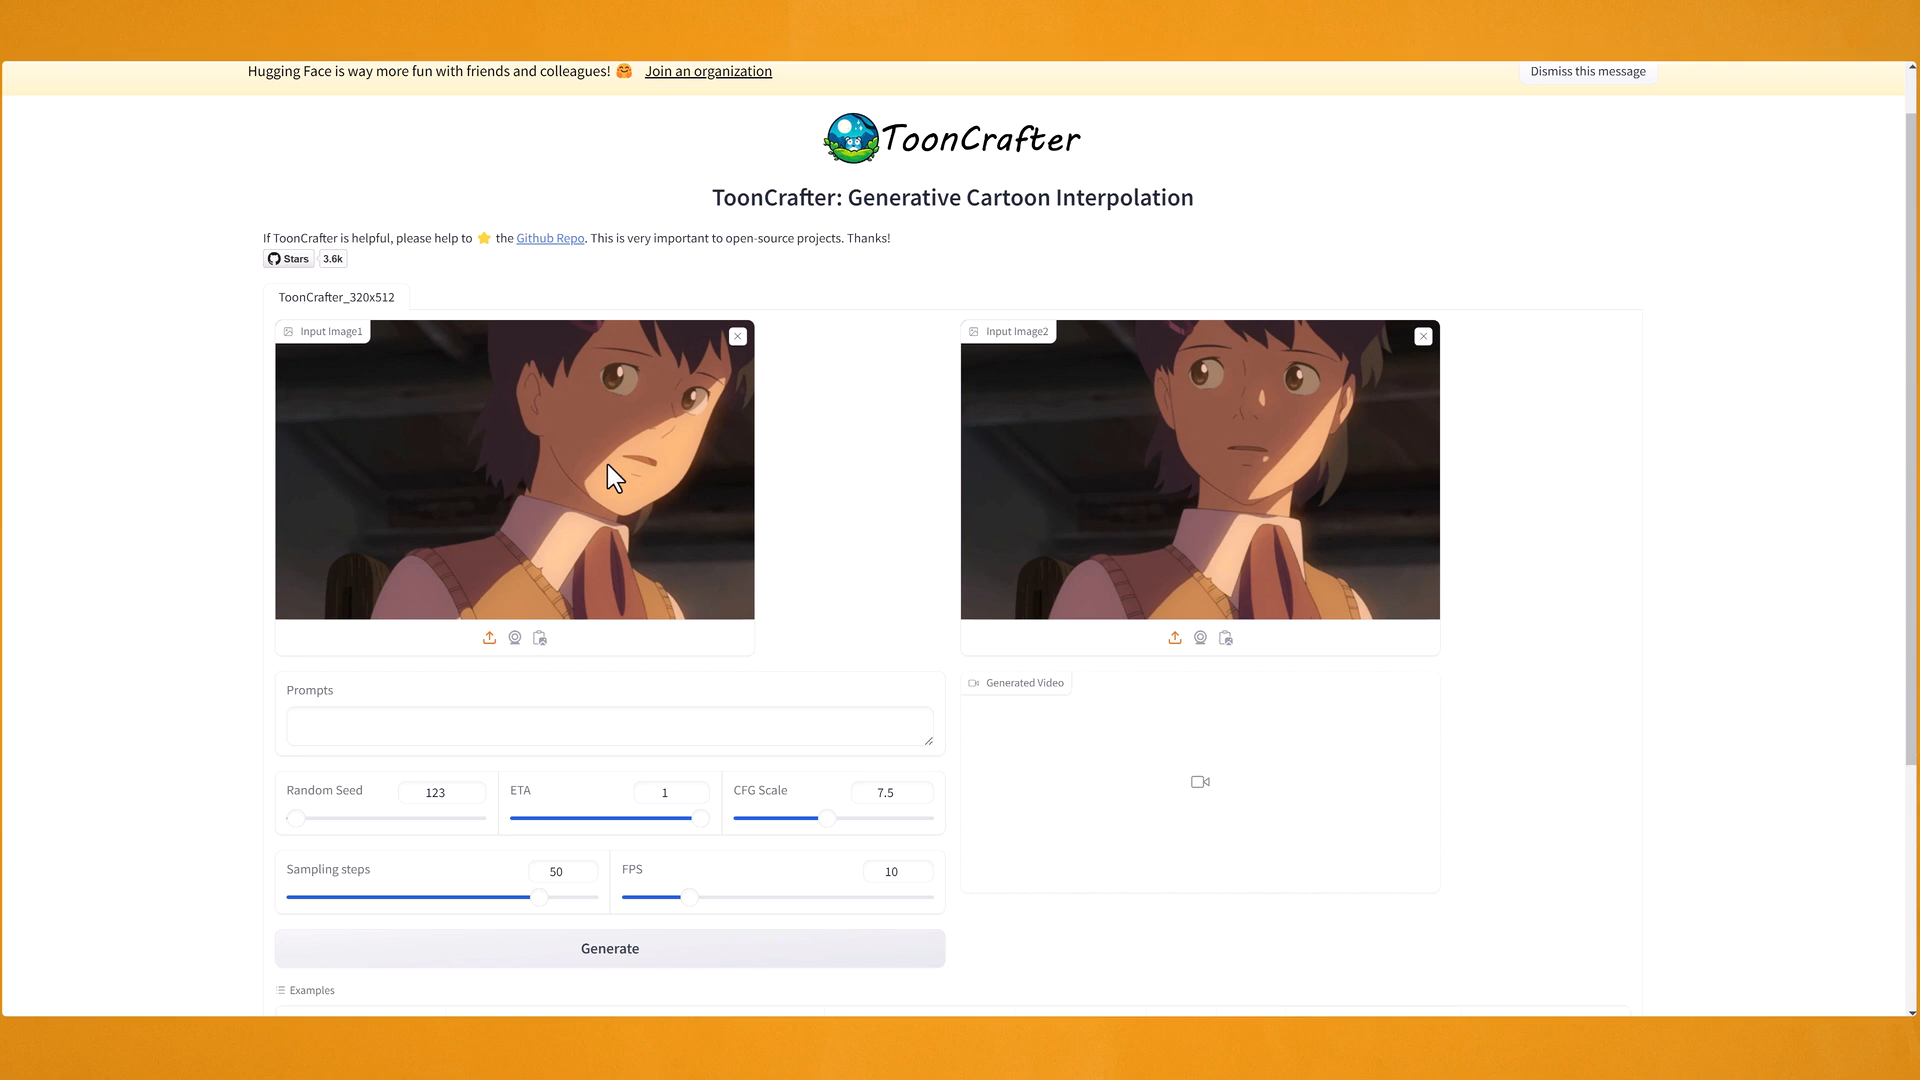 Hugging Face is way more fun with friends and colleagues! 🤗 Join an organization
Dismiss this message
ToonCrafter
ToonCrafter: Generative Cartoon Interpolation
If ToonCrafter is helpful, please help to ⭐ the Github Repo. This is very important to open-source projects. Thanks!
Stars 3.6k
ToonCrafter_320x512
Input Image1
Input Image2
Prompts
Generated Video
Random Seed 123
ETA 1
CFG Scale 7.5
Sampling steps 50
FPS 10
Generate
Examples